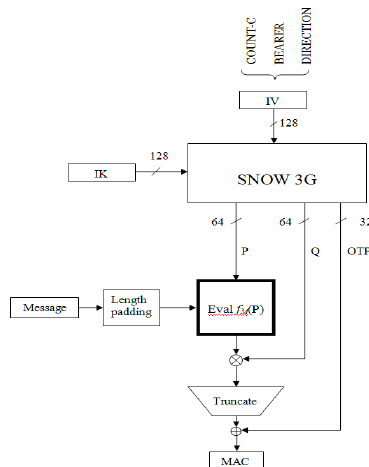 COUNT-C
BEARER
DIRECTION
IV
128
128
IK
SNOW 3G
64
64
32
P
Q
OTP
Message
Length
padding
Eval fM(P)
Truncate
MAC